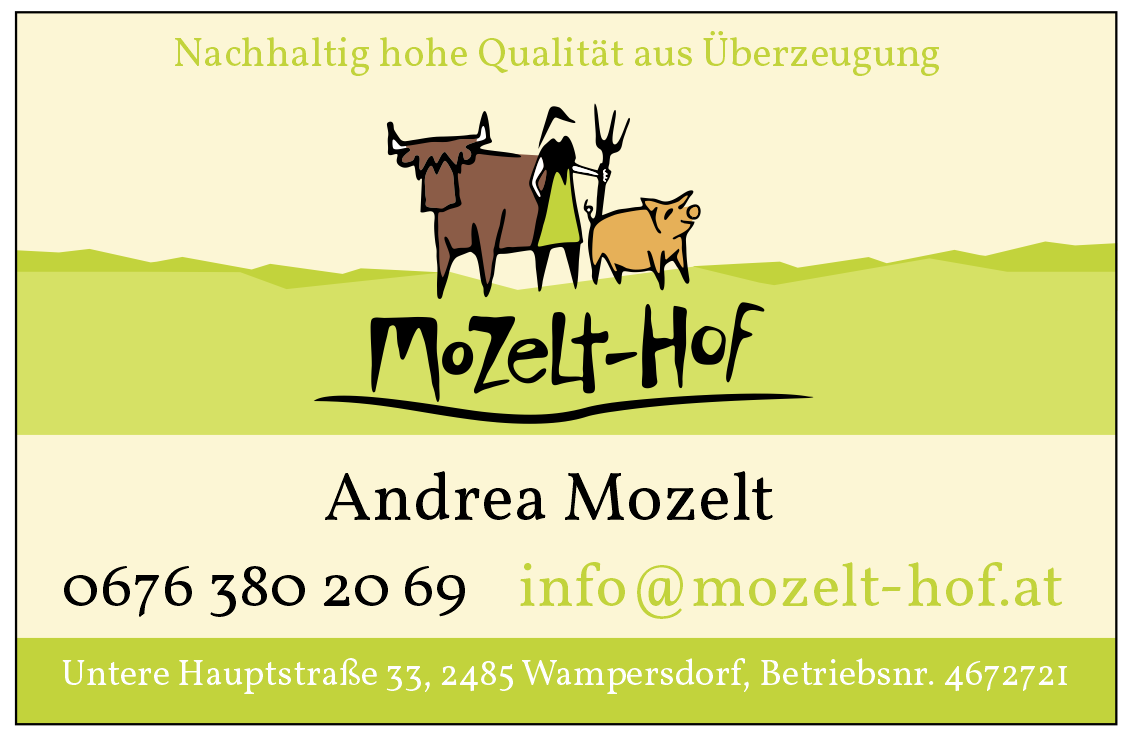 Nachhaltig hohe Qualität aus Überzeugung
Mozelt-Hof
Andrea Mozelt
0676 380 20 69 info@mozelt-hof.at
Untere Hauptstraße 33, 2485 Wampersdorf, Betriebsnr. 4672721